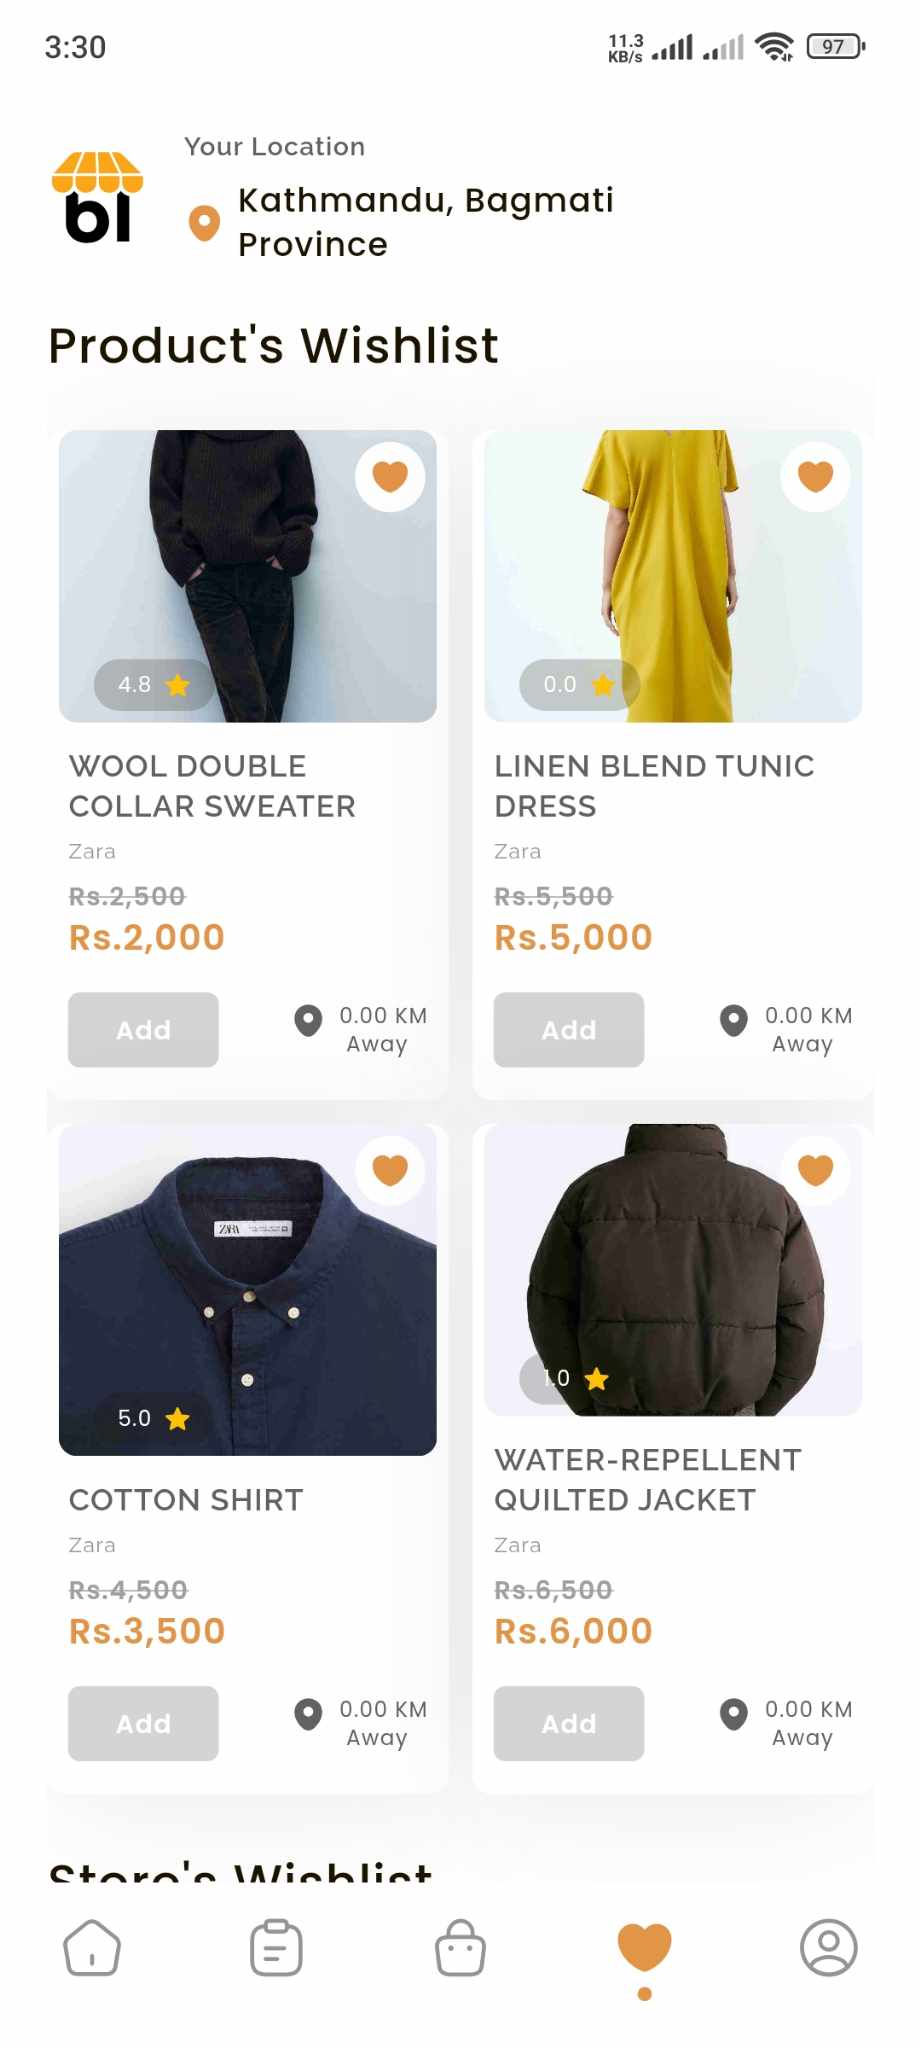 3:30
11.3
KB/s
97
Your Location
bl
Kathmandu, Bagmati
Province
Product's Wishlist
4.8
WOOL DOUBLE
COLLAR SWEATER
Zara
Rs.2,500
Rs.2,000
Add
0.00 KM
Away
0.0
LINEN BLEND TUNIC
DRESS
Zara
Rs.5,500
Rs.5,000
Add
0.00 KM
Away
ZARA
5.0
COTTON SHIRT
Zara
Rs.4,500
Rs.3,500
Add
0.00 KM
Away
1.0
WATER-REPELLENT
QUILTED JACKET
Zara
Rs.6,500
Rs.6,000
Add
0.00 KM
Away
Store's Wishlist